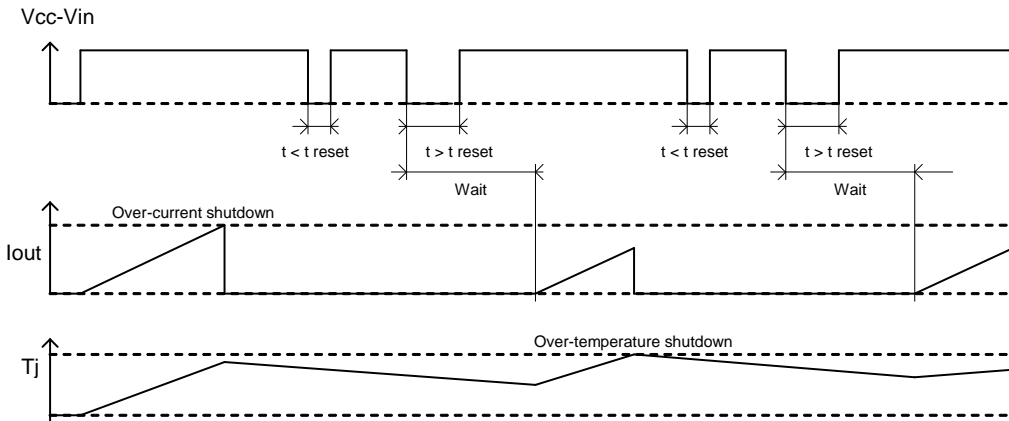 Vcc-Vin
t < t reset
t > t reset
t < t reset
t > t reset
Wait
Wait
Over-current shutdown
Iout
Over-temperature shutdown
Tj